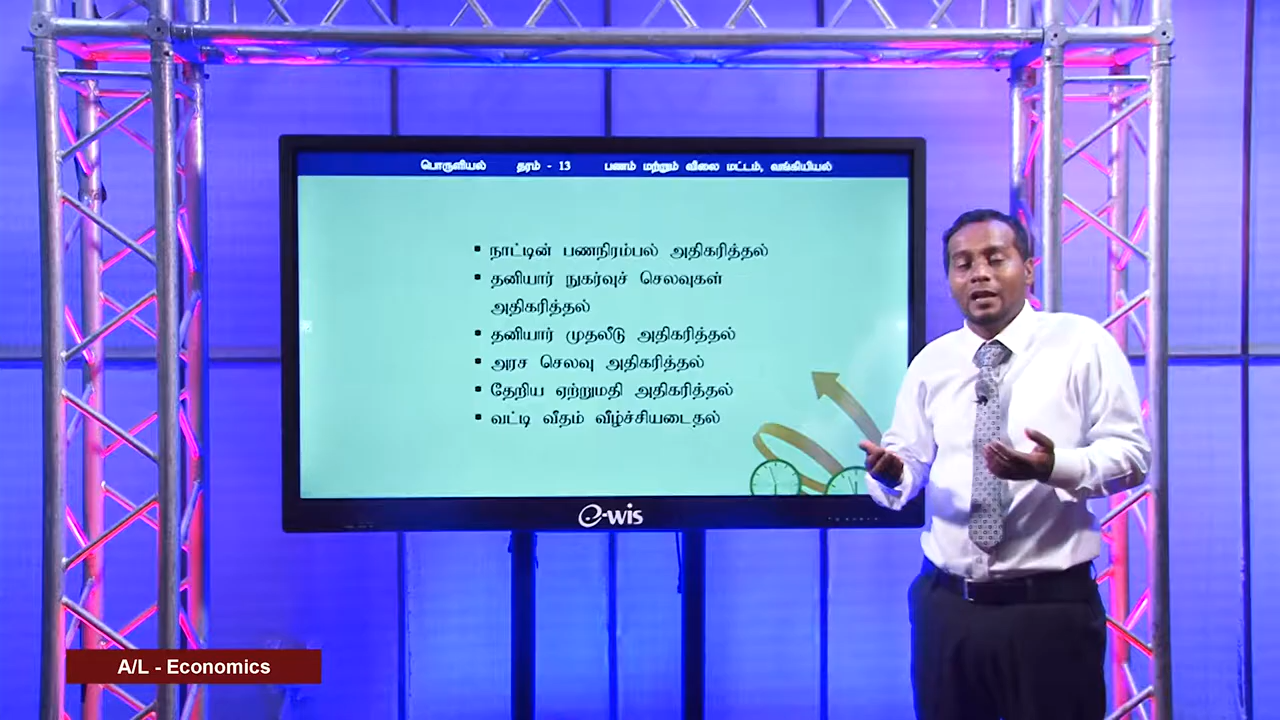 பொருளியல் தரம் - 13 பணம் மற்றும் விலை மட்டம், வங்கியியல்
▪ நாட்டின் பணநிரம்பல் அதிகரித்தல்
▪ தனியார் நுகர்வுச் செலவுகள்
அதிகரித்தல்
▪ தனியார் முதலீடு அதிகரித்தல்
▪ அரச செலவு அதிகரித்தல்
▪ தேறிய ஏற்றுமதி அதிகரித்தல்
▪ வட்டி வீதம் வீழ்ச்சியடைதல்
e-wis
A/L - Economics